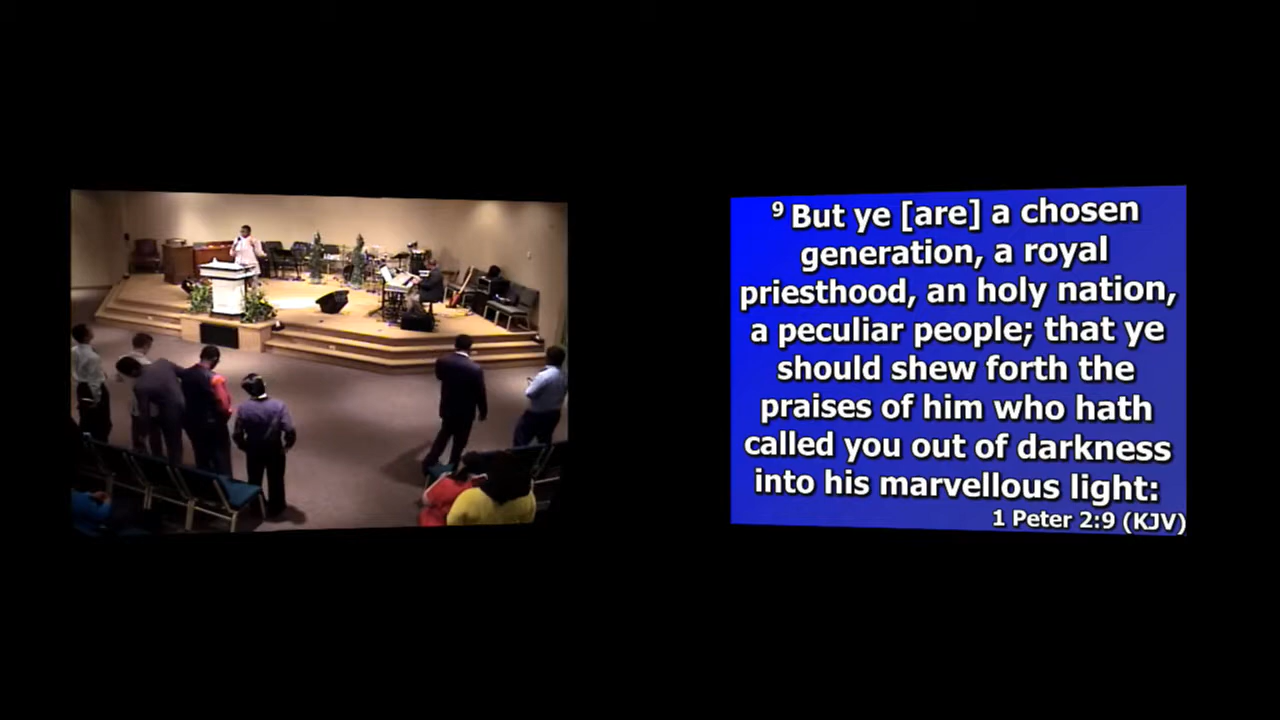 9 But ye [are] a chosen
generation, a royal
priesthood, an holy nation,
a peculiar people; that ye
should shew forth the
praises of him who hath
called you out of darkness
into his marvellous light:
1 Peter 2:9 (KJV)